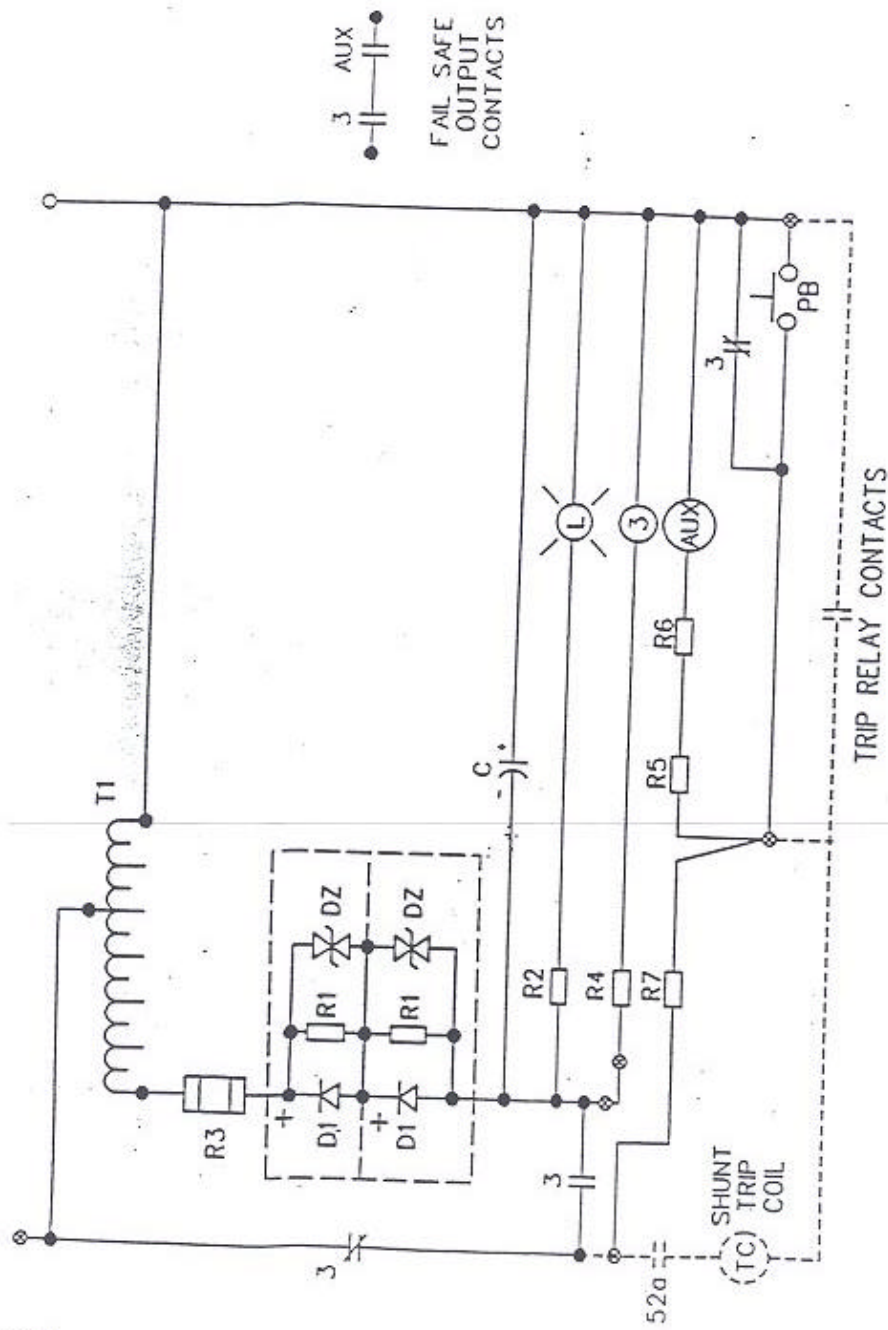 T1
R3
+
D1
R1
DZ
+
D1
R1
DZ
3
3
52a
SHUNT
TRIP
COIL
TC
- C +
R2
L
R4
3
R7
R5
R6
AUX
3
PB
TRIP RELAY CONTACTS
3 AUX
FAIL SAFE
OUTPUT
CONTACTS